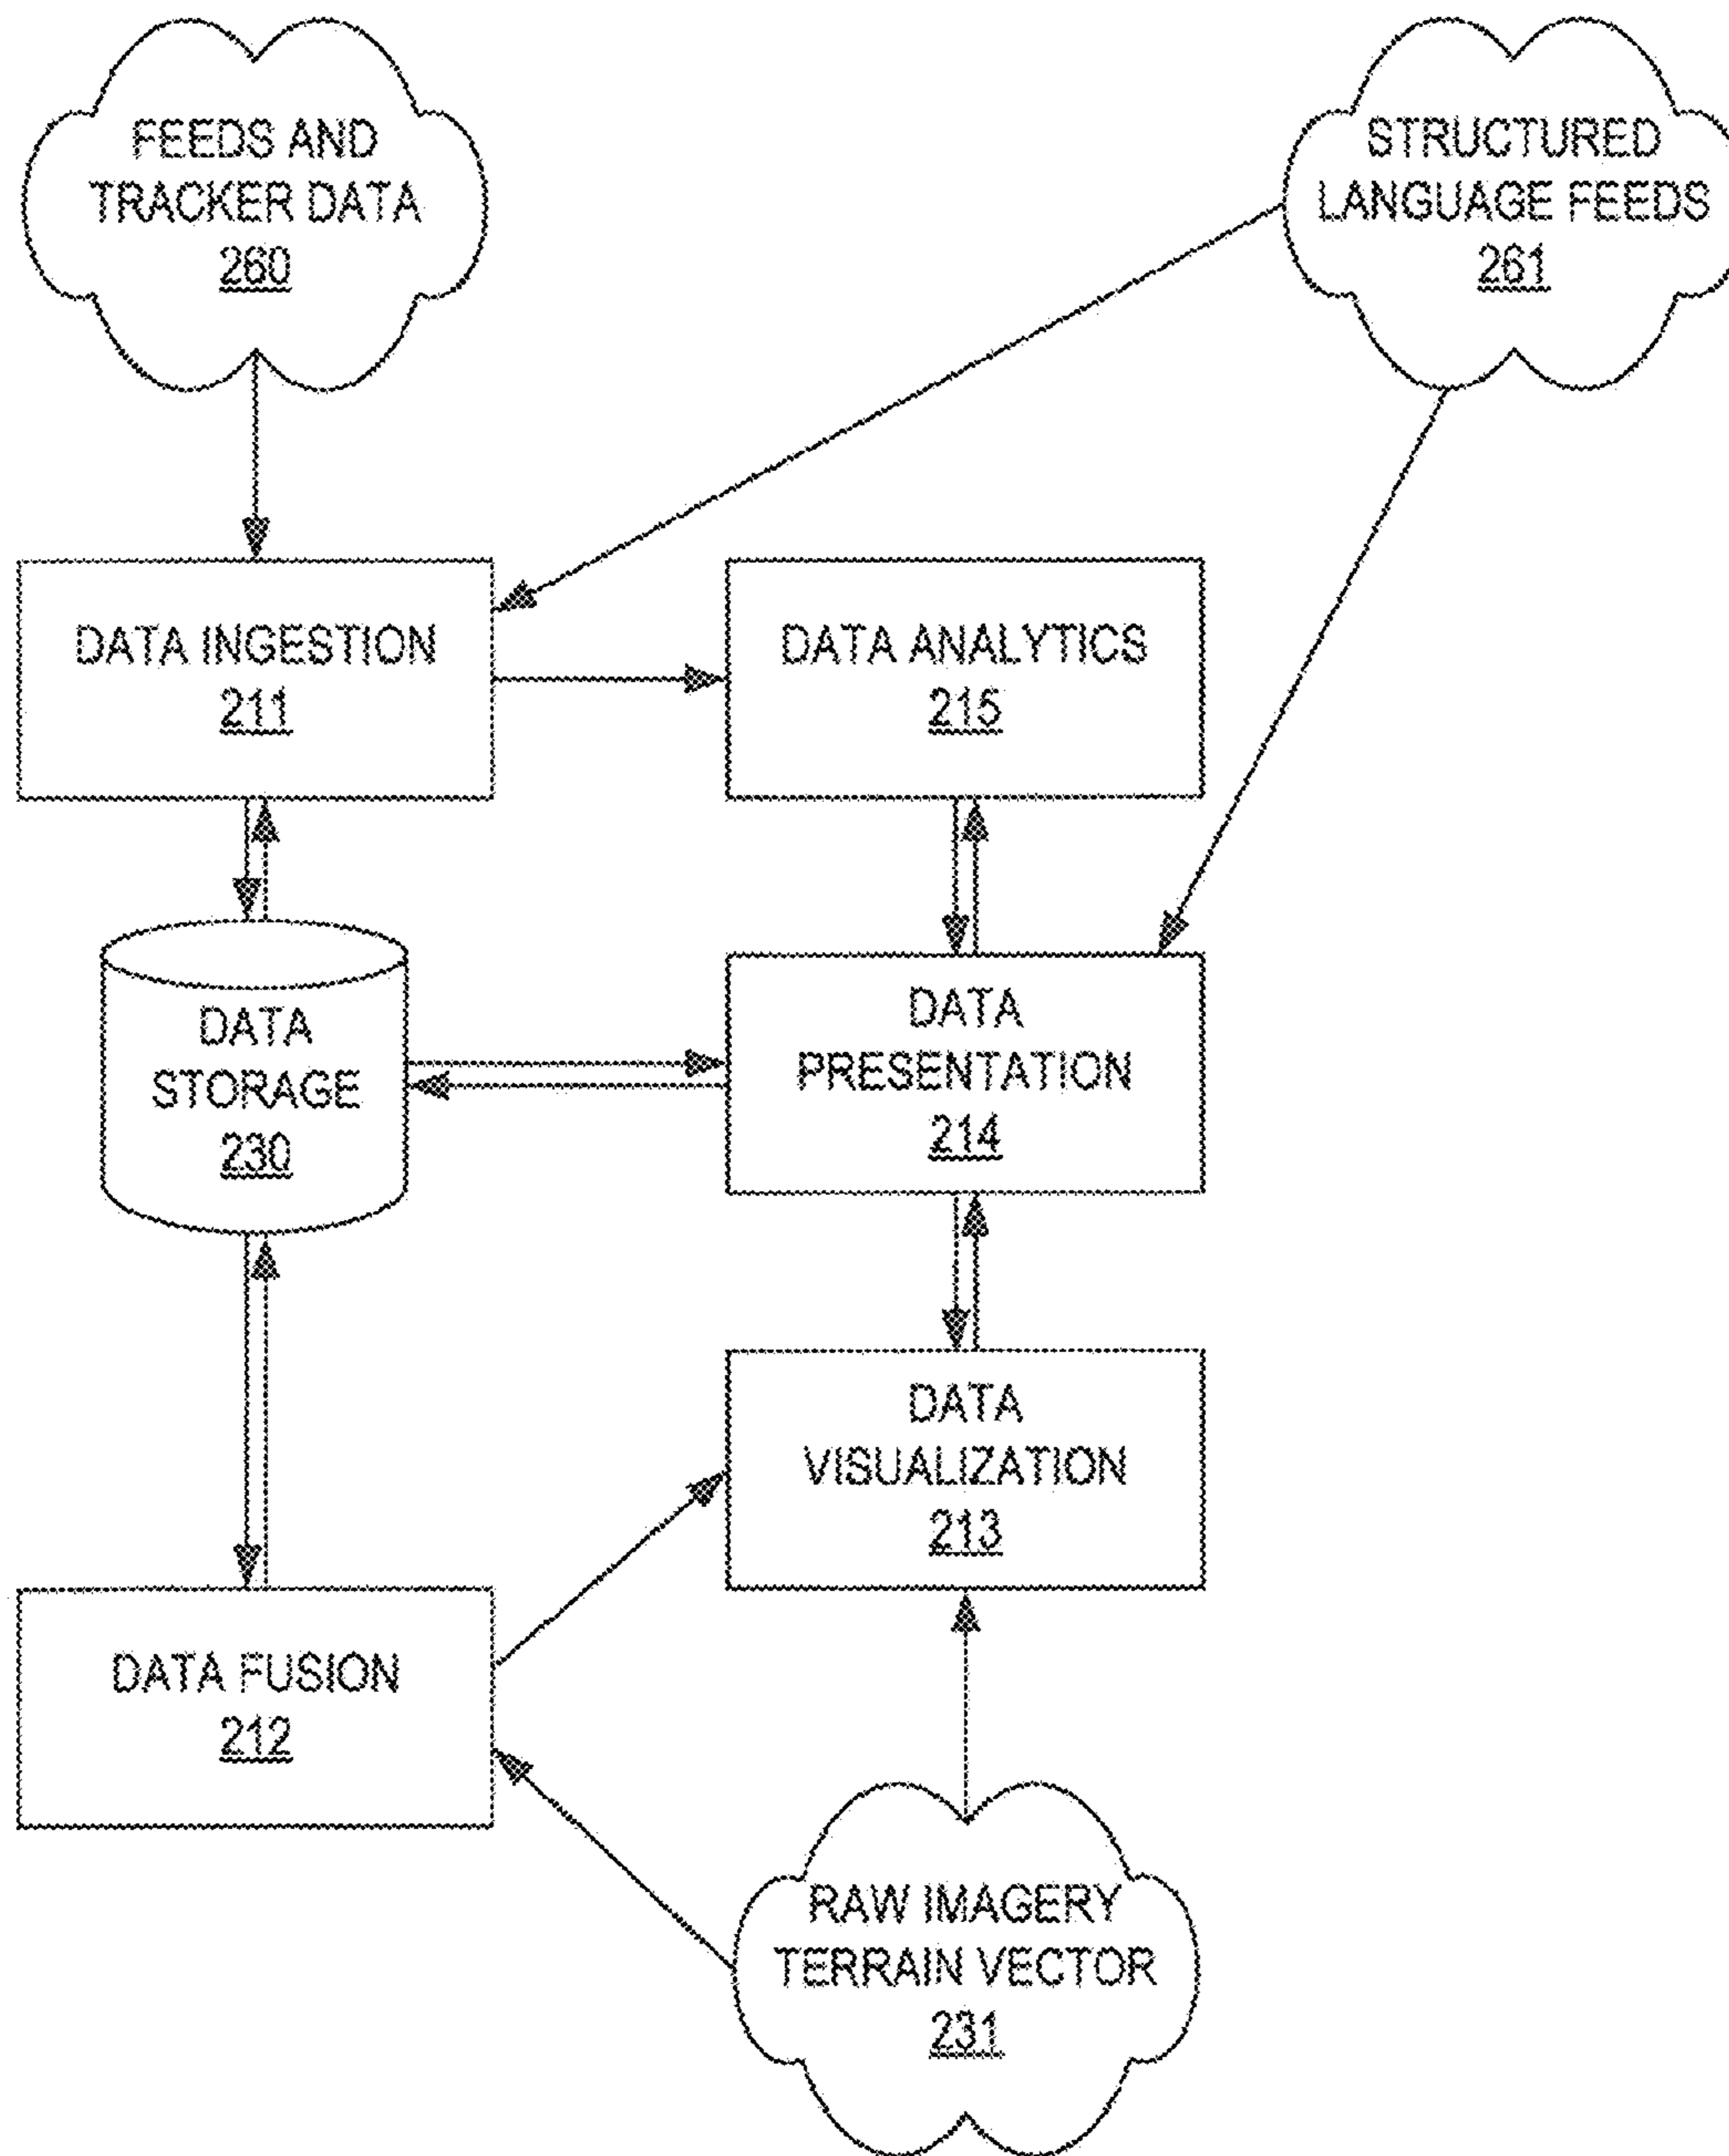 FEEDS AND
TRACKER DATA
260
STRUCTURED
LANGUAGE FEEDS
261
DATA INGESTION
211
DATA ANALYTICS
215
DATA
STORAGE
230
DATA
PRESENTATION
214
DATA
VISUALIZATION
213
DATA FUSION
212
RAW IMAGERY
TERRAIN VECTOR
231